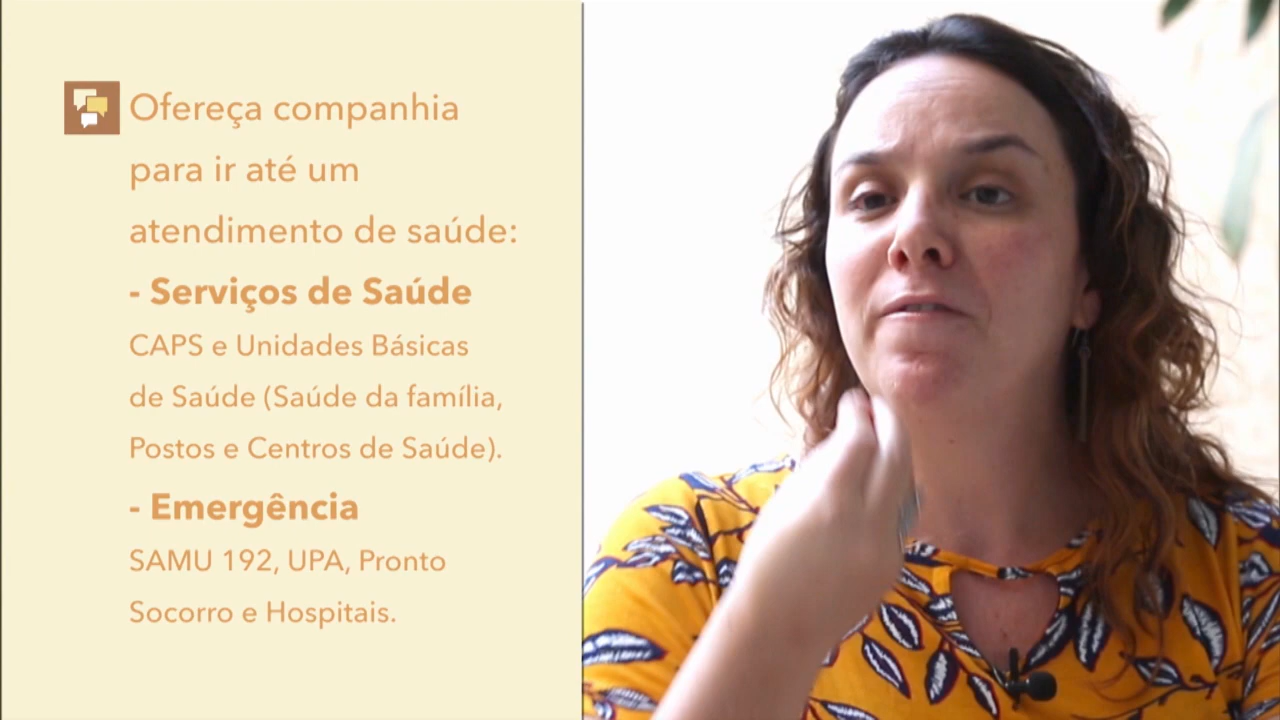 Ofereça companhia
para ir até um
atendimento de saúde:
- Serviços de Saúde
CAPS e Unidades Básicas
de Saúde (Saúde da família,
Postos e Centros de Saúde).
- Emergência
SAMU 192, UPA, Pronto
Socorro e Hospitais.